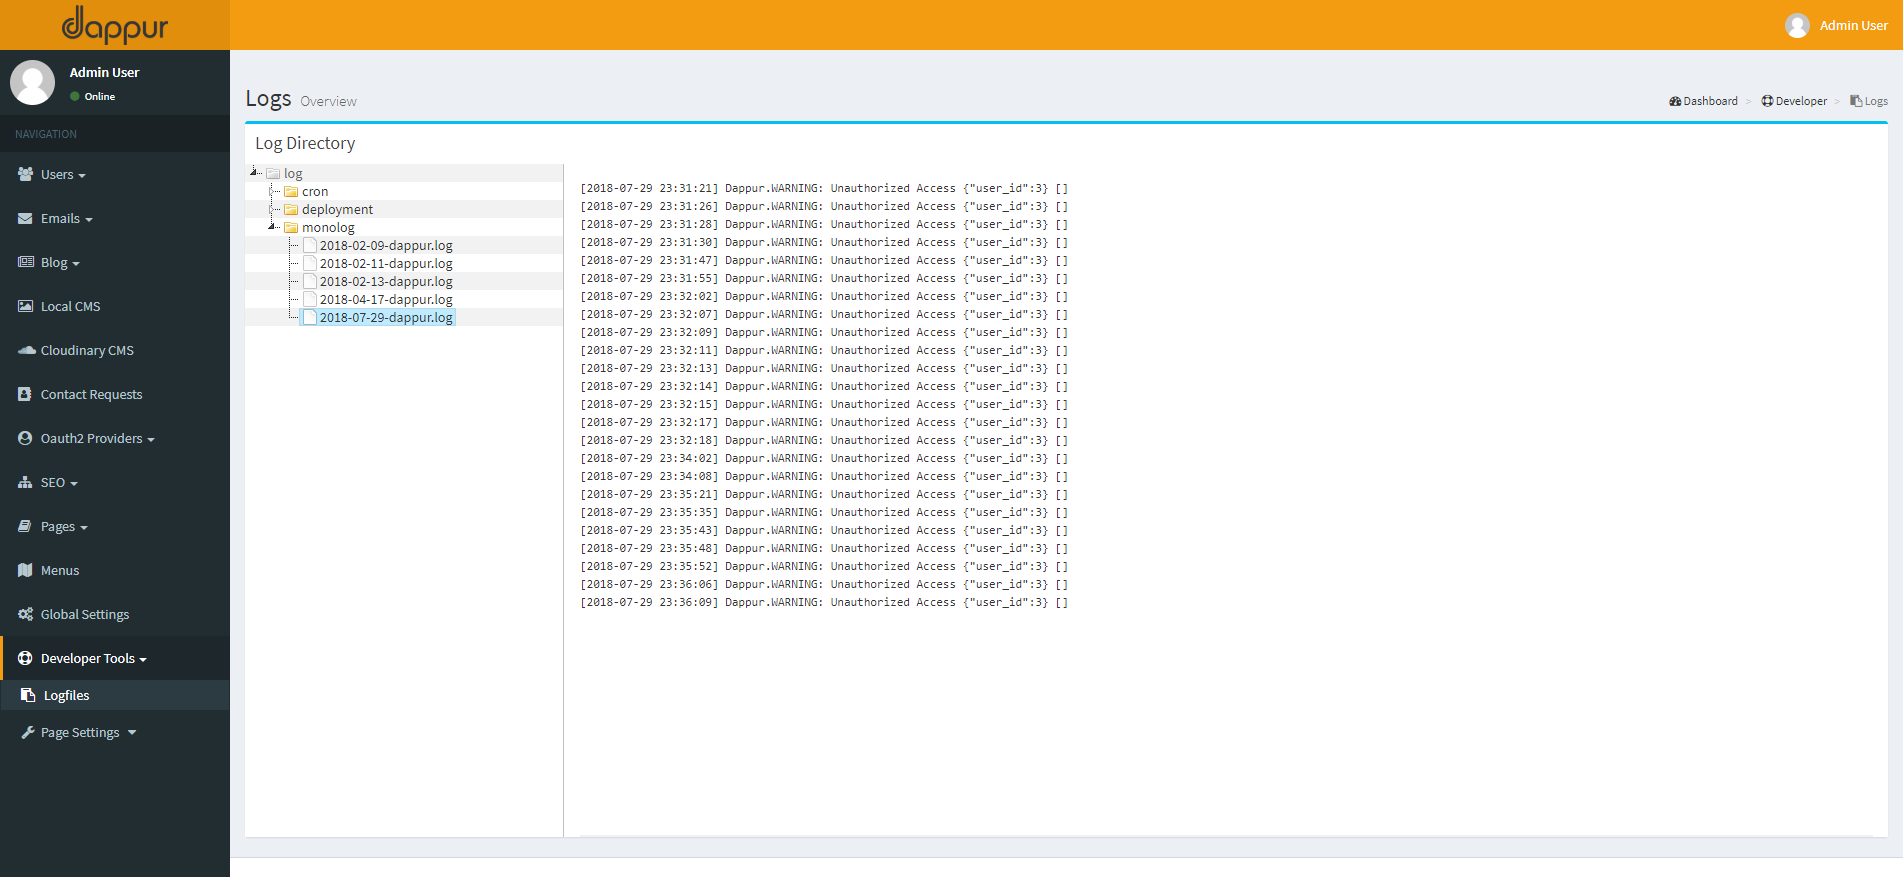 dappur
Admin User
Admin User
Online
NAVIGATION
Users
Emails
Blog
Local CMS
Cloudinary CMS
Contact Requests
Oauth2 Providers
SEO
Pages
Menus
Global Settings
Developer Tools
Logfiles
Page Settings
Logs Overview
Dashboard > Developer > Logs
Log Directory
log
cron
deployment
monolog
2018-02-09-dappur.log
2018-02-11-dappur.log
2018-02-13-dappur.log
2018-04-17-dappur.log
2018-07-29-dappur.log
[2018-07-29 23:31:21] Dappur.WARNING: Unauthorized Access {"user_id":3} []
[2018-07-29 23:31:26] Dappur.WARNING: Unauthorized Access {"user_id":3} []
[2018-07-29 23:31:28] Dappur.WARNING: Unauthorized Access {"user_id":3} []
[2018-07-29 23:31:30] Dappur.WARNING: Unauthorized Access {"user_id":3} []
[2018-07-29 23:31:47] Dappur.WARNING: Unauthorized Access {"user_id":3} []
[2018-07-29 23:31:55] Dappur.WARNING: Unauthorized Access {"user_id":3} []
[2018-07-29 23:32:02] Dappur.WARNING: Unauthorized Access {"user_id":3} []
[2018-07-29 23:32:07] Dappur.WARNING: Unauthorized Access {"user_id":3} []
[2018-07-29 23:32:09] Dappur.WARNING: Unauthorized Access {"user_id":3} []
[2018-07-29 23:32:11] Dappur.WARNING: Unauthorized Access {"user_id":3} []
[2018-07-29 23:32:13] Dappur.WARNING: Unauthorized Access {"user_id":3} []
[2018-07-29 23:32:14] Dappur.WARNING: Unauthorized Access {"user_id":3} []
[2018-07-29 23:32:15] Dappur.WARNING: Unauthorized Access {"user_id":3} []
[2018-07-29 23:32:17] Dappur.WARNING: Unauthorized Access {"user_id":3} []
[2018-07-29 23:32:18] Dappur.WARNING: Unauthorized Access {"user_id":3} []
[2018-07-29 23:34:02] Dappur.WARNING: Unauthorized Access {"user_id":3} []
[2018-07-29 23:34:08] Dappur.WARNING: Unauthorized Access {"user_id":3} []
[2018-07-29 23:35:21] Dappur.WARNING: Unauthorized Access {"user_id":3} []
[2018-07-29 23:35:35] Dappur.WARNING: Unauthorized Access {"user_id":3} []
[2018-07-29 23:35:43] Dappur.WARNING: Unauthorized Access {"user_id":3} []
[2018-07-29 23:35:48] Dappur.WARNING: Unauthorized Access {"user_id":3} []
[2018-07-29 23:35:52] Dappur.WARNING: Unauthorized Access {"user_id":3} []
[2018-07-29 23:36:06] Dappur.WARNING: Unauthorized Access {"user_id":3} []
[2018-07-29 23:36:09] Dappur.WARNING: Unauthorized Access {"user_id":3} []